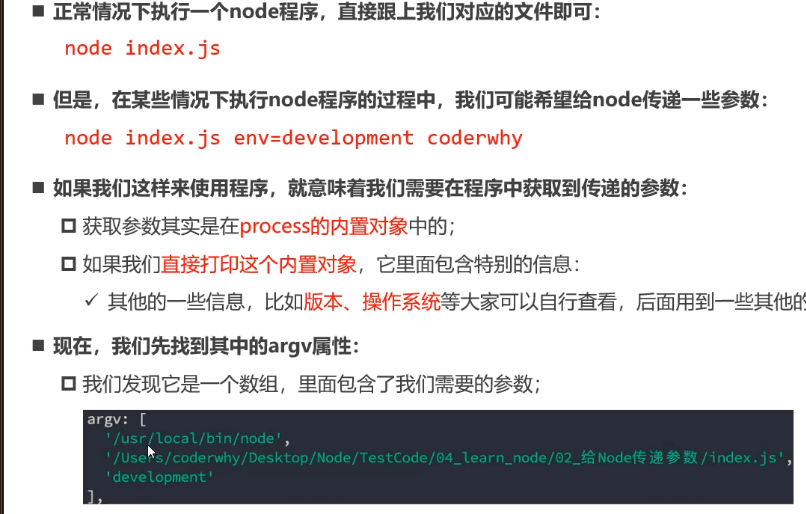 正常情况下执行一个node程序，直接跟上我们对应的文件即可：
node index.js
但是，在某些情况下执行node程序的过程中，我们可能希望给node传递一些参数：
node index.js env=development coderwhy
如果我们这样来使用程序，就意味着我们需要在程序中获取到传递的参数：
获取参数其实是在process的内置对象中的；
如果我们直接打印这个内置对象，它里面包含特别的信息：
其他的一些信息，比如版本、操作系统等大家可以自行查看，后面用到一些其他的
现在，我们先找到其中的argv属性：
我们发现它是一个数组，里面包含了我们需要的参数；
argv: [
'/usr/local/bin/node',
'/Users/coderwhy/Desktop/Node/TestCode/04_learn_node/02_给Node传递参数/index.js',
'development'
],